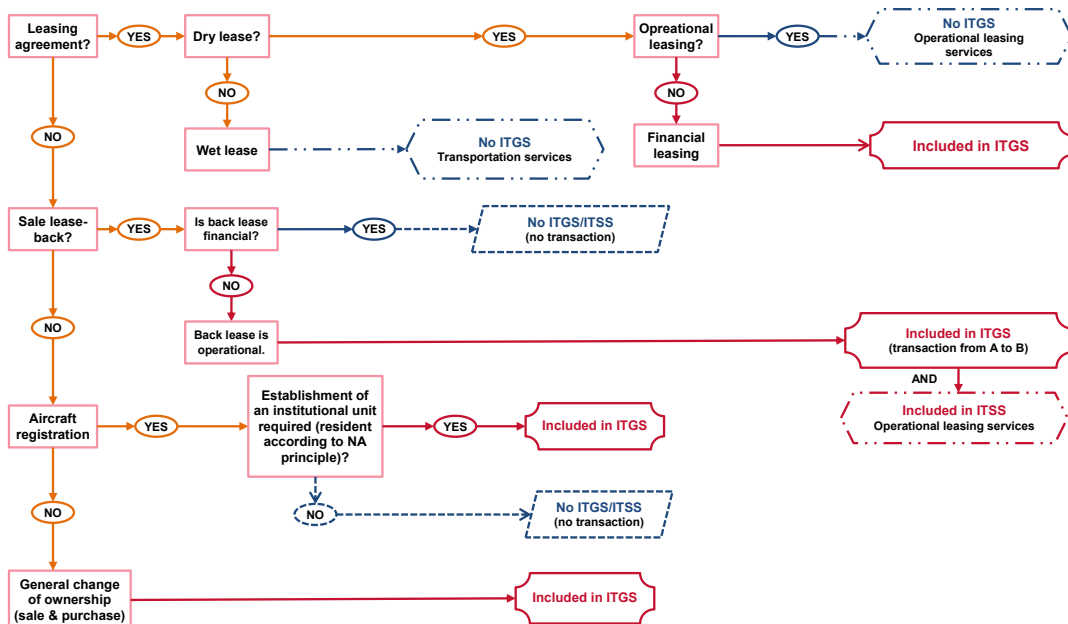 Leasing
agreement?
YES
Dry lease?
YES
Opreational
leasing?
YES
No ITGS
Operational leasing
services
NO
NO
NO
Wet lease
No ITGS
Transportation services
Financial
leasing
Included in ITGS
Sale lease-
back?
YES
Is back lease
financial?
YES
No ITGS/ITSS
(no transaction)
NO
NO
Back lease is
operational.
Included in ITGS
(transaction from A to B)
AND
Included in ITSS
Operational leasing services
Aircraft
registration
YES
Establishment of
an institutional unit
required (resident
according to NA
principle)?
YES
Included in ITGS
NO
NO
No ITGS/ITSS
(no transaction)
General change
of ownership
(sale & purchase)
Included in ITGS